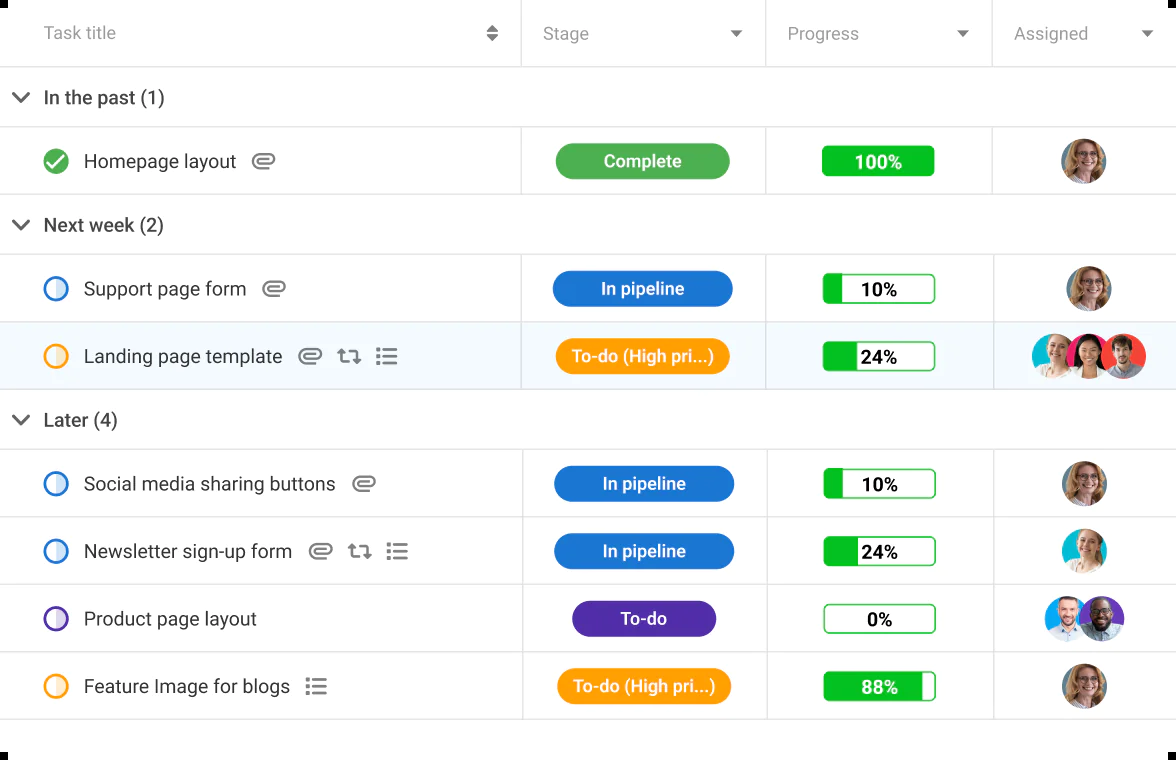 Task title Stage Progress Assigned
In the past (1)
Homepage layout Complete 100%
Next week (2)
Support page form In pipeline 10%
Landing page template To-do (High pri...) 24%
Later (4)
Social media sharing buttons In pipeline 10%
Newsletter sign-up form In pipeline 24%
Product page layout To-do 0%
Feature Image for blogs To-do (High pri...) 88%